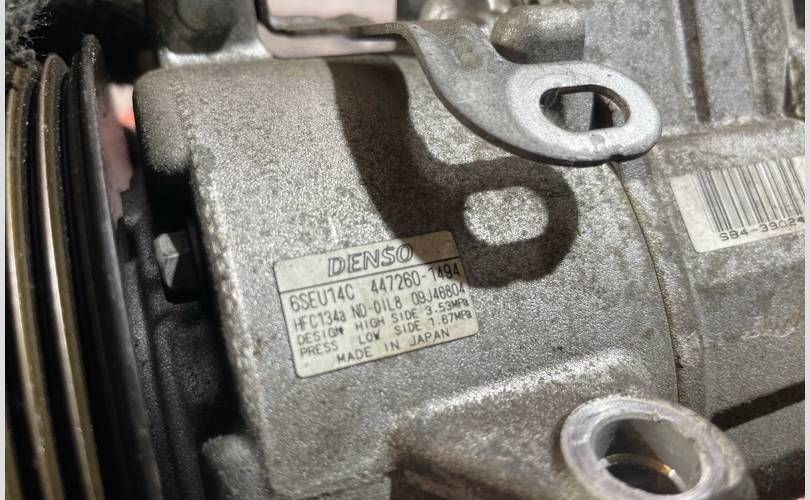 DENSO
6SEU14C 447260-1494
HFC134a ND-OIL8 09J48804
DESIGN HIGH SIDE 3.53MPa
PRESS LOW SIDE 1.67MPa
MADE IN JAPAN